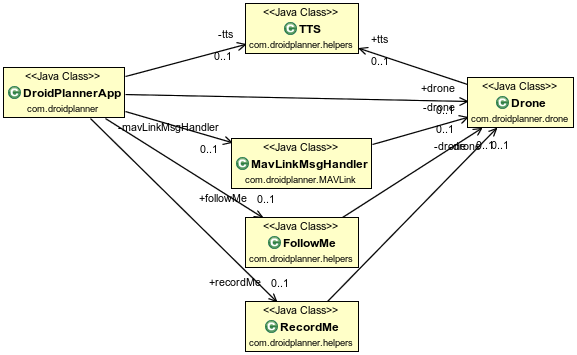 <<Java Class>>
TTS
com.droidplanner.helpers
-tts
0..1
+tts
0..1
<<Java Class>>
DroidPlannerApp
com.droidplanner
<<Java Class>>
Drone
com.droidplanner.drone
+drone
0..1
-drone
0..1
-mavLinkMsgHandler
0..1
<<Java Class>>
MavLinkMsgHandler
com.droidplanner.MAVLink
-drone
0..1
-drone
0..1
+followMe
0..1
<<Java Class>>
FollowMe
com.droidplanner.helpers
+recordMe
0..1
<<Java Class>>
RecordMe
com.droidplanner.helpers